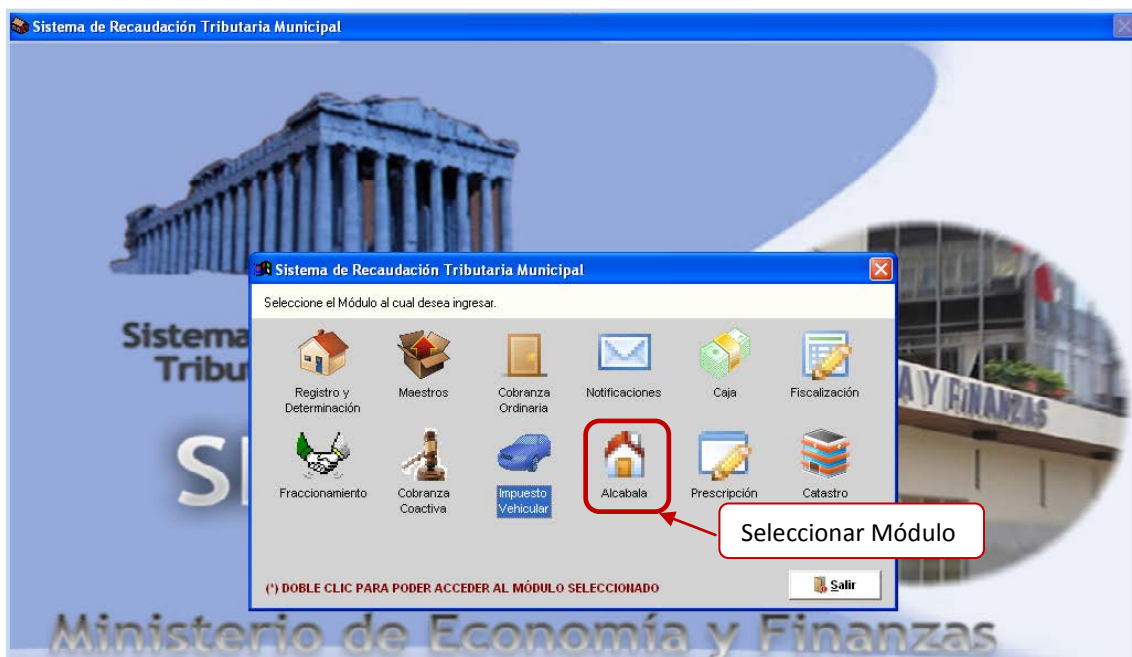 Sistema de Recaudación Tributaria Municipal
Sistema de Recaudación Tributaria Municipal
Seleccione el Módulo al cual desea ingresar.
Sistema
Tribu
Registro y
Determinación
Maestros
Cobranza
Ordinaria
Notificaciones
Caja
Fiscalización
A Y FINANZAS
S
Fraccionamiento
Cobranza
Coactiva
Impuesto
Vehicular
Alcabala
Prescripción
Catastro
Seleccionar Módulo
(*) DOBLE CLIC PARA PODER ACCEDER AL MÓDULO SELECCIONADO
Salir
Ministerio de Economía y Finanzas